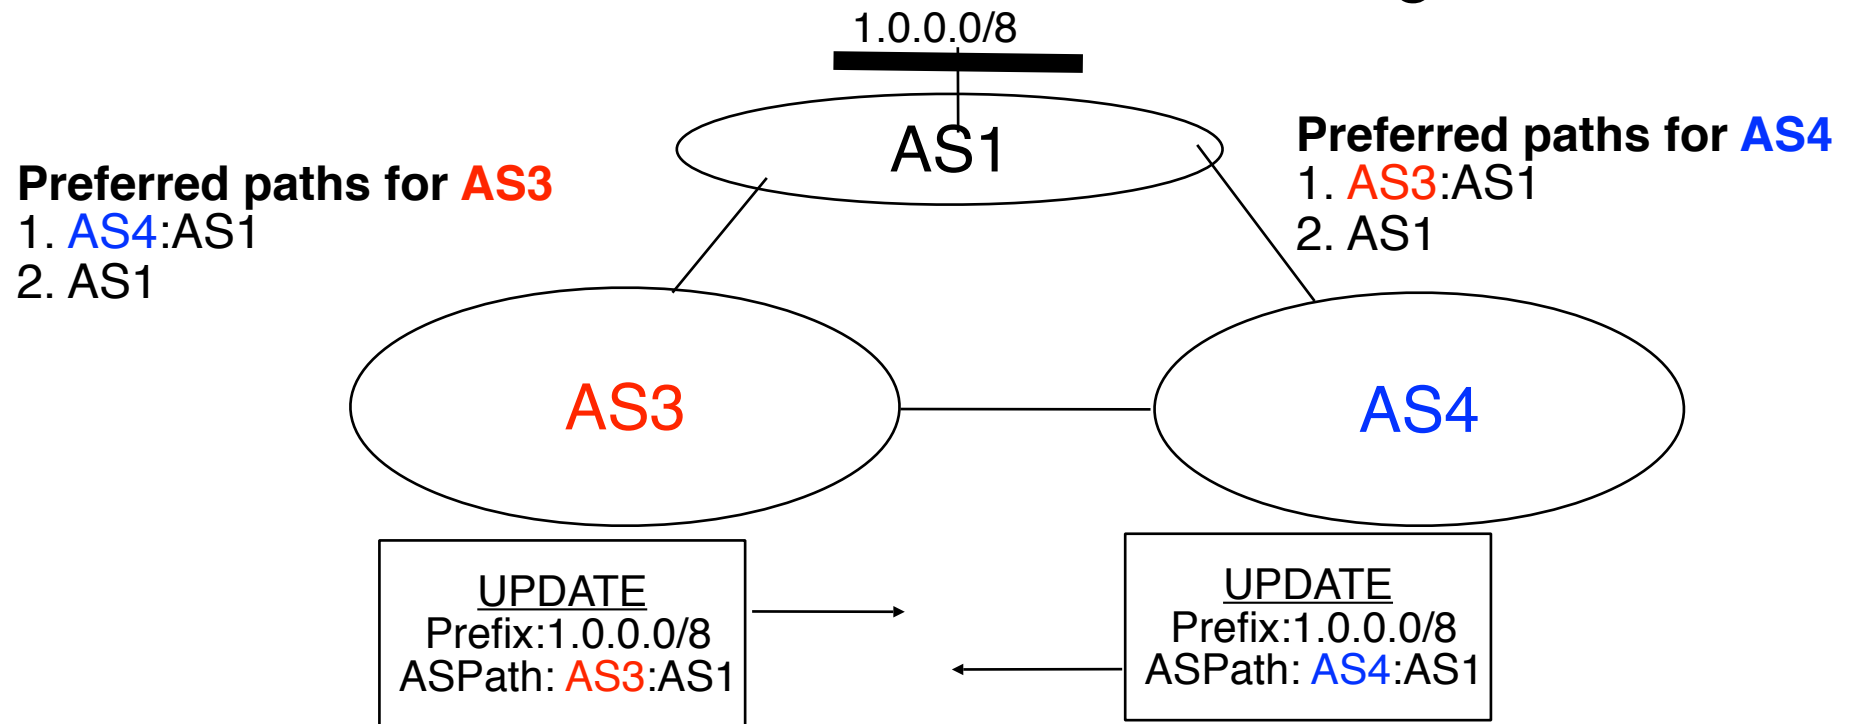 1.0.0.0/8
AS1
Preferred paths for AS3
1. AS4:AS1
2. AS1
Preferred paths for AS4
1. AS3:AS1
2. AS1
AS3
AS4
UPDATE
Prefix:1.0.0.0/8
ASPath: AS3:AS1
UPDATE
Prefix:1.0.0.0/8
ASPath: AS4:AS1